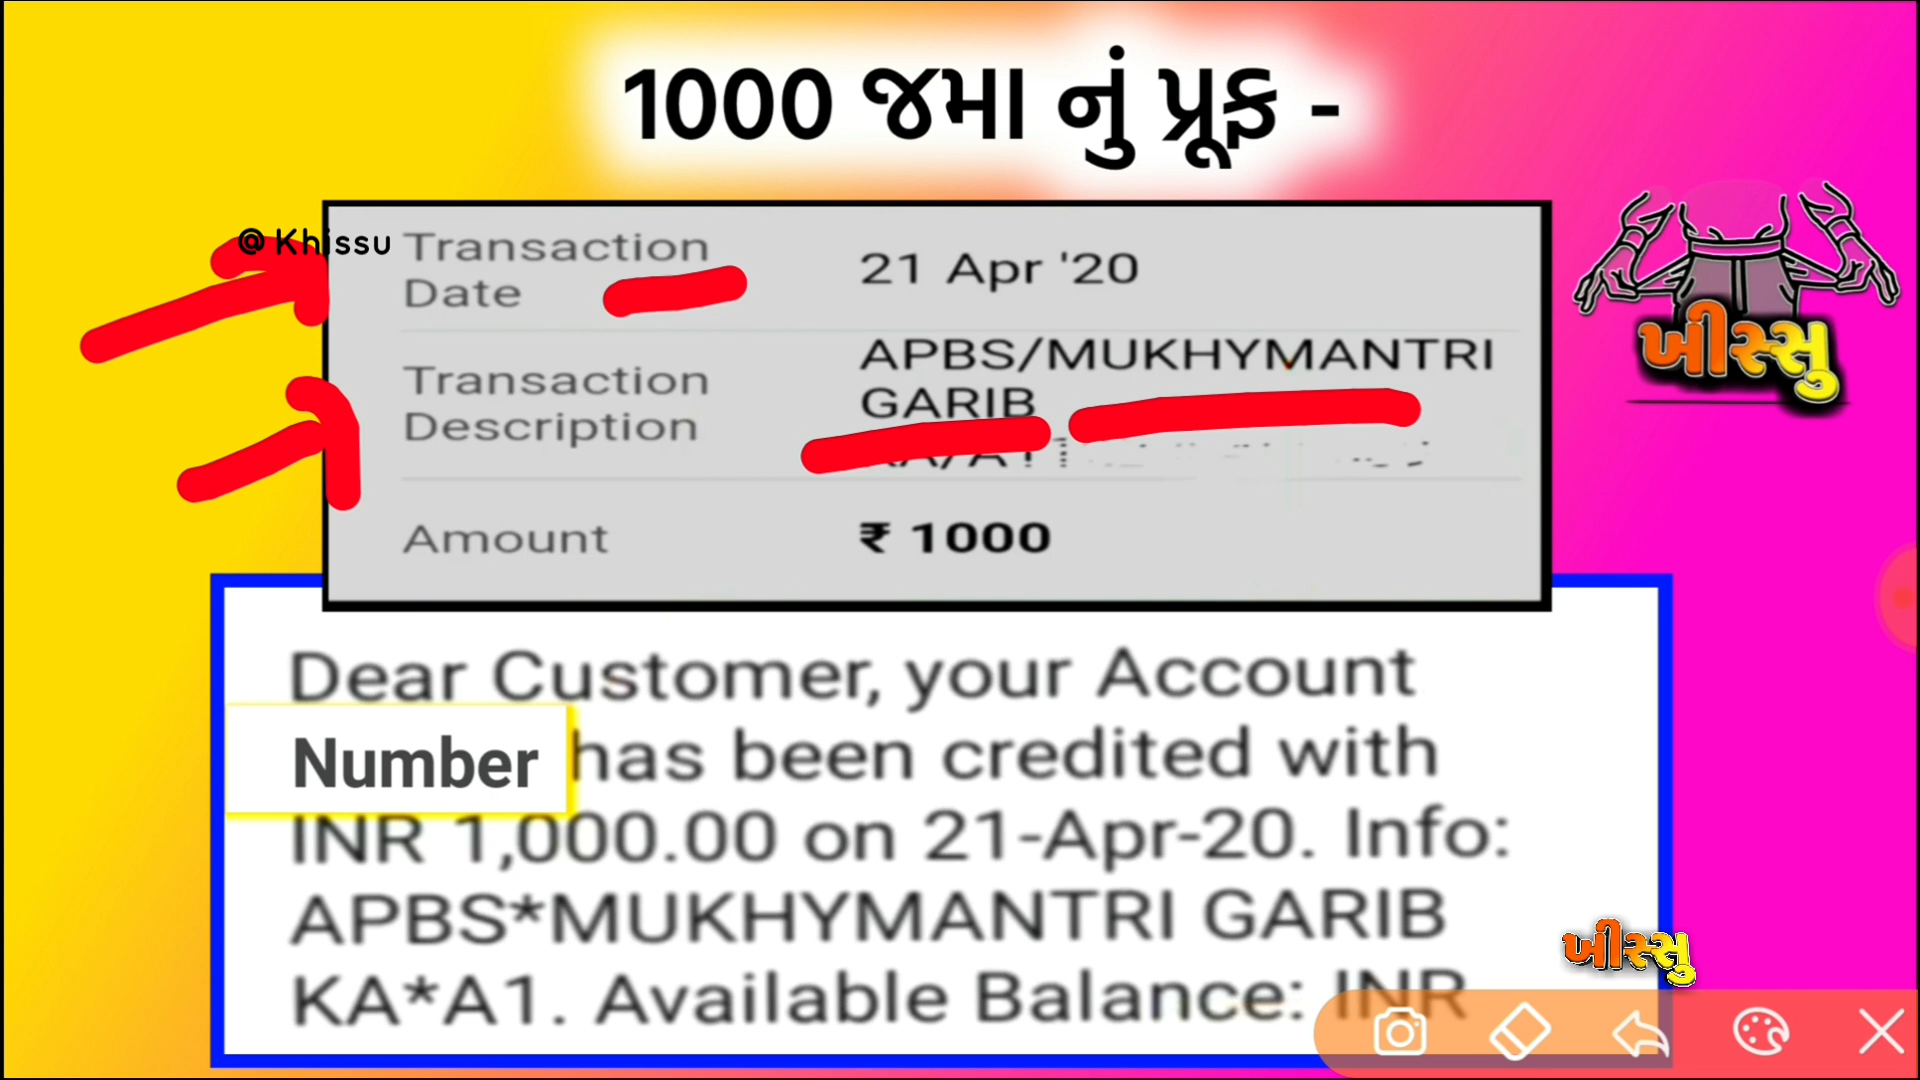 1000 જમા નું પ્રૂફ -
@Khissu
Transaction Date
21 Apr '20
Transaction Description
APBS/MUKHYMANTRI
GARIB
Amount
₹ 1000
ખીસ્સુ
Dear Customer, your Account
Number has been credited with
INR 1,000.00 on 21-Apr-20. Info:
APBS*MUKHYMANTRI GARIB
KA*A1. Available Balance: INR
ખીસ્સુ